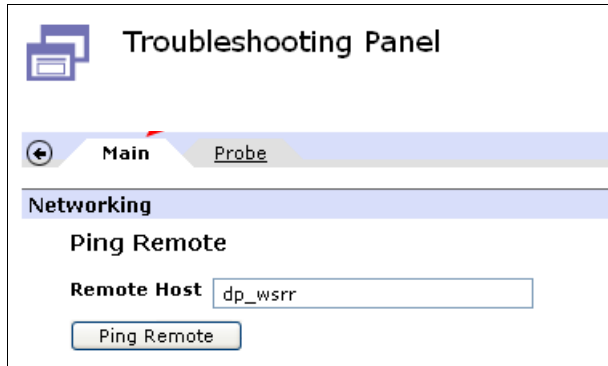 Troubleshooting Panel
Main Probe
Networking
Ping Remote
Remote Host dp_wsrr
Ping Remote